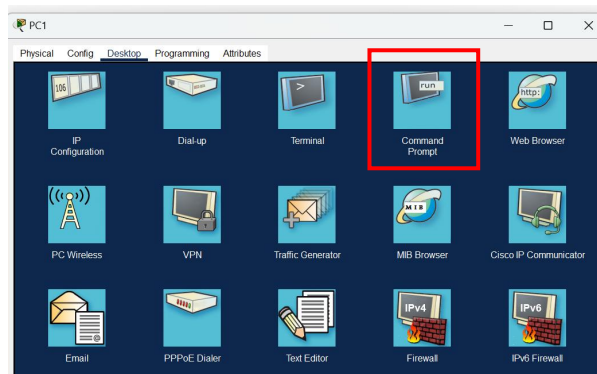 PC1
Physical Config Desktop Programming Attributes
106
>
run
http:
IP
Configuration
Dial-up
Terminal
Command
Prompt
Web Browser
MIB
PC Wireless
VPN
Traffic Generator
MIB Browser
Cisco IP Communicator
IPv4
IPv6
Email
PPPoE Dialer
Text Editor
Firewall
IPv6 Firewall